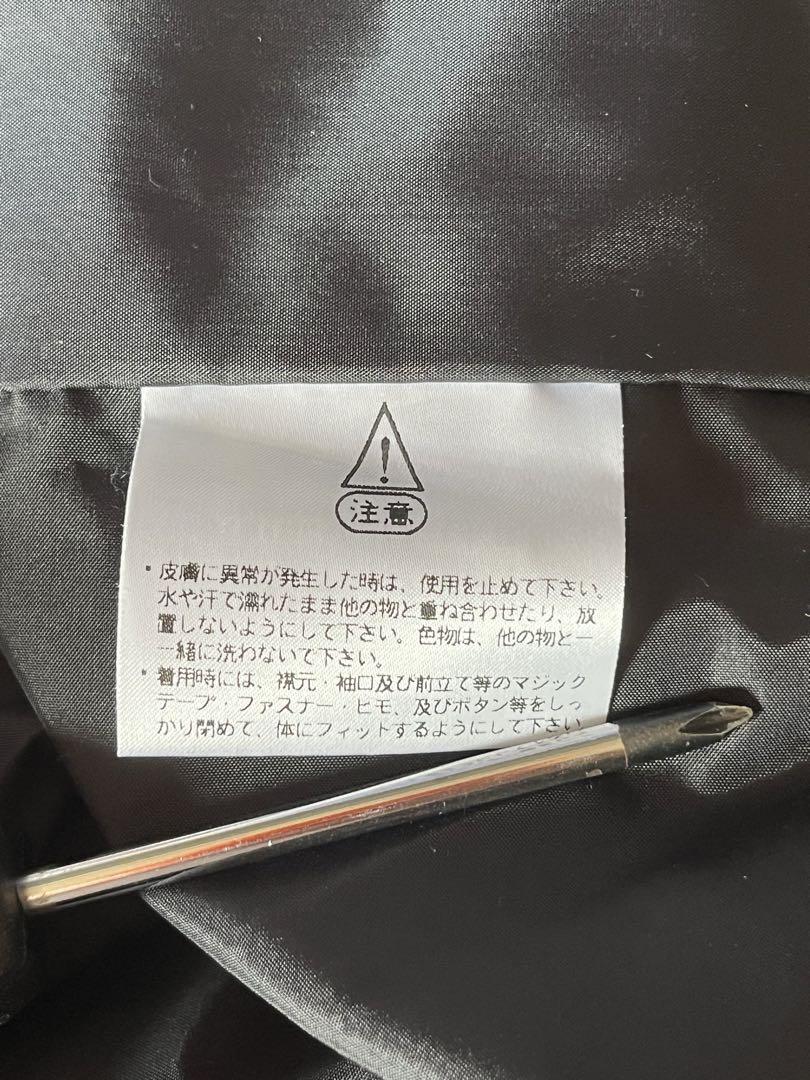 注意
・皮膚に異常が発生した時は、使用を止めて下さい。
水や汗で濡れたまま他の物と重ね合わせたり、放
置しないようにして下さい。色物は、他の物と一
一緒に洗わないで下さい。
・着用時には、襟元・袖口及び前立て等のマジック
テープ・ファスナー・ヒモ、及びボタン等をしっ
かり閉めて、体にフィットするようにして下さい